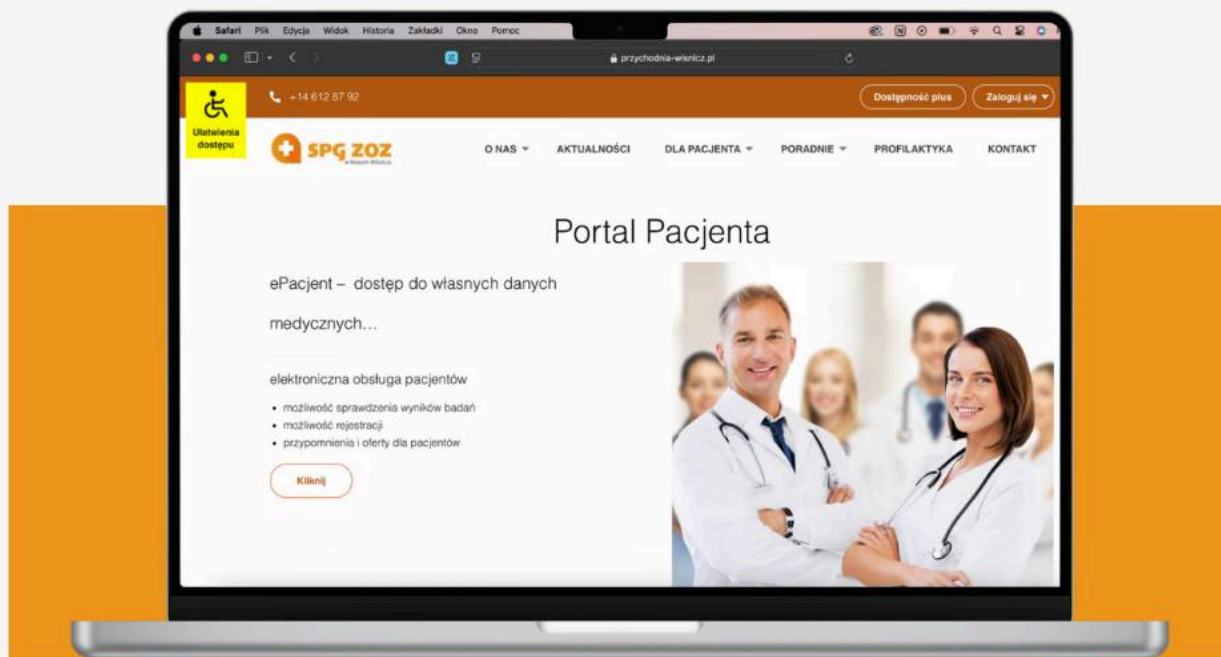 Safari Plik Edycja Widok Historia Zakładki Okno Pomoc
przychodnia-wisnicz.pl
Ułatwienia
dostępu
+14 612 87 92
Dostępność plus
Zaloguj się
SPG ZOZ
w Nowym Wiśniczu
O NAS
AKTUALNOŚCI
DLA PACJENTA
PORADNIE
PROFILAKTYKA
KONTAKT
Portal Pacjenta
ePacjent – dostęp do własnych danych
medycznych...
elektroniczna obsługa pacjentów
• możliwość sprawdzenia wyników badań
• możliwość rejestracji
• przypomnienia i oferty dla pacjentów
Kliknij